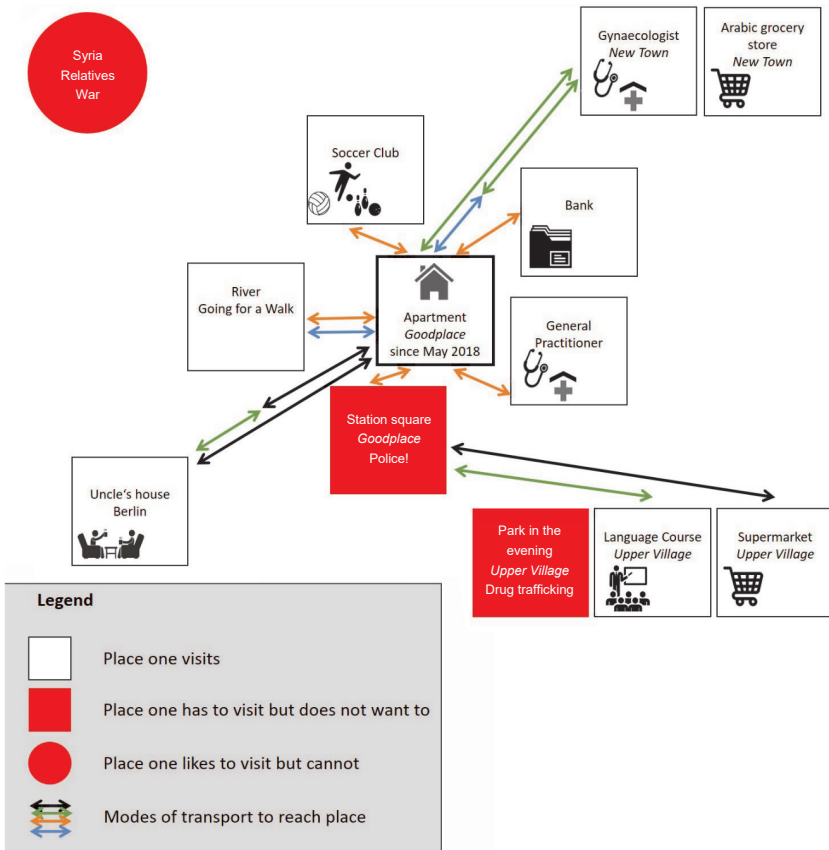 Syria
Relatives
War
Gynaecologist
New Town
Arabic grocery
store
New Town
Soccer Club
Bank
River
Going for a Walk
Apartment
Goodplace
since May 2018
General
Practitioner
Station square
Goodplace
Police!
Uncle's house
Berlin
Park in the
evening
Upper Village
Drug trafficking
Language Course
Upper Village
Supermarket
Upper Village
Legend
Place one visits
Place one has to visit but does not want to
Place one likes to visit but cannot
Modes of transport to reach place